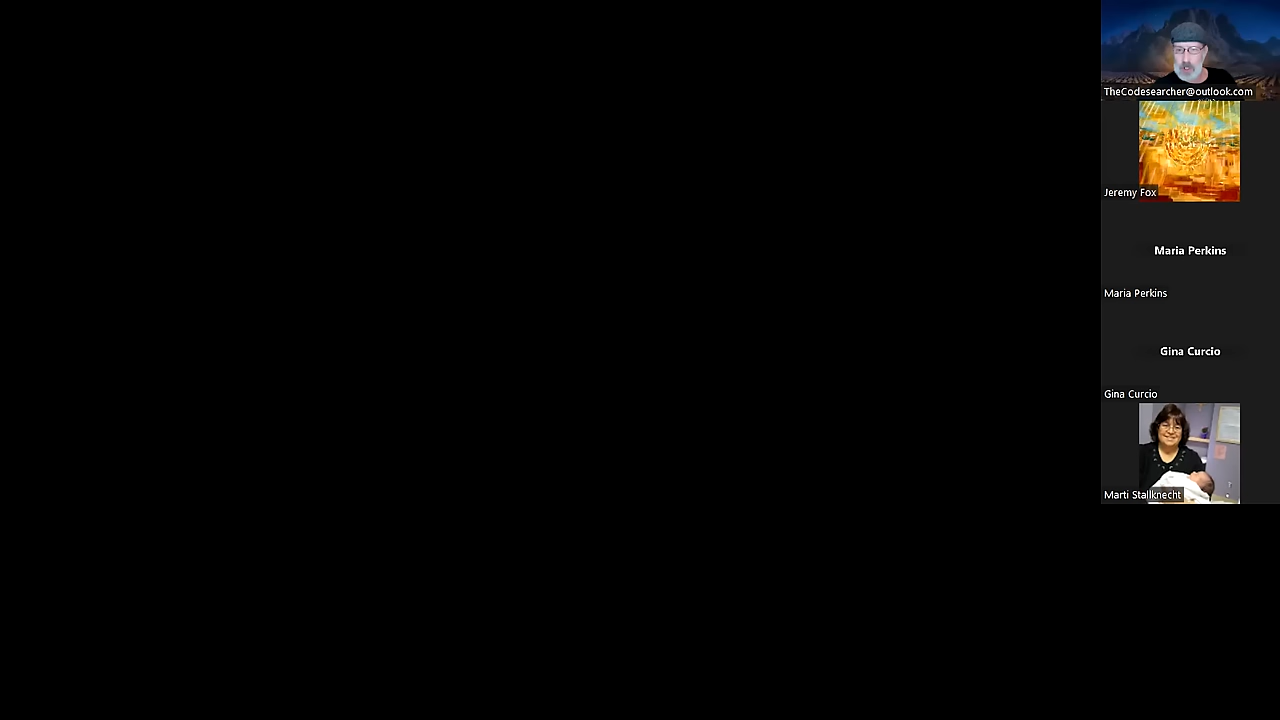 TheCodesearcher@outlook.com
Jeremy Fox
Maria Perkins
Maria Perkins
Gina Curcio
Gina Curcio
Marti Stallknecht